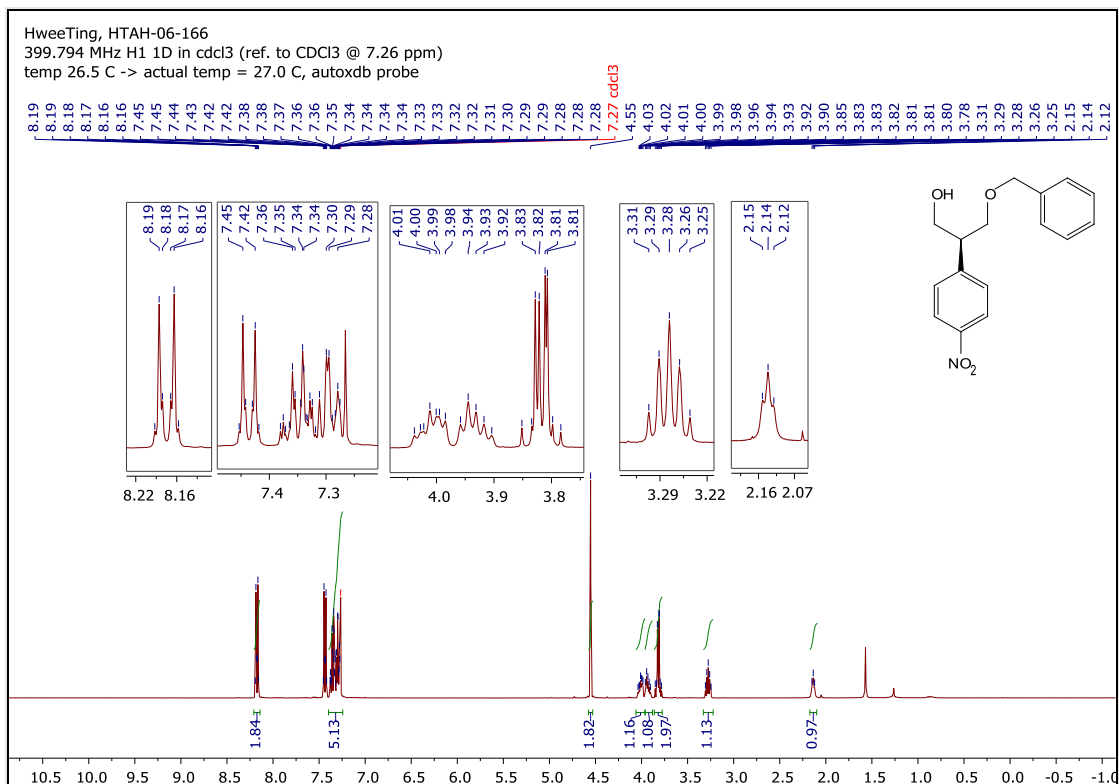 HweeTing, HTAH-06-166
399.794 MHz H1 1D in cdcl3 (ref. to CDCl3 @ 7.26 ppm)
temp 26.5 C -> actual temp = 27.0 C, autoxdb probe
8.19 8.19 8.18 8.17 8.16 8.16 7.45 7.45 7.44 7.43 7.42 7.42 7.38 7.38 7.37 7.36 7.36 7.35 7.34 7.34 7.34 7.34 7.33 7.33 7.32 7.32 7.31 7.30 7.29 7.29 7.28 7.28 7.28 7.27 cdcl3 4.55 4.03 4.02 4.01 4.00 3.99 3.98 3.96 3.94 3.93 3.92 3.90 3.85 3.83 3.83 3.82 3.81 3.81 3.80 3.78 3.31 3.29 3.28 3.26 3.25 2.15 2.14 2.12
8.19 8.18 8.17 8.16
7.45 7.42 7.36 7.35 7.34 7.34 7.30 7.29 7.28
4.01 4.00 3.99 3.98 3.94 3.93 3.92 3.83 3.82 3.81 3.81
3.31 3.29 3.28 3.26 3.25
2.15 2.14 2.12
OH
O
NO2
8.22 8.16
7.4 7.3
4.0 3.9 3.8
3.29 3.22
2.16 2.07
1.84 5.13 1.82 1.16 1.08 1.97 1.13 0.97
10.5 10.0 9.5 9.0 8.5 8.0 7.5 7.0 6.5 6.0 5.5 5.0 4.5 4.0 3.5 3.0 2.5 2.0 1.5 1.0 0.5 0.0 -0.5 -1.0